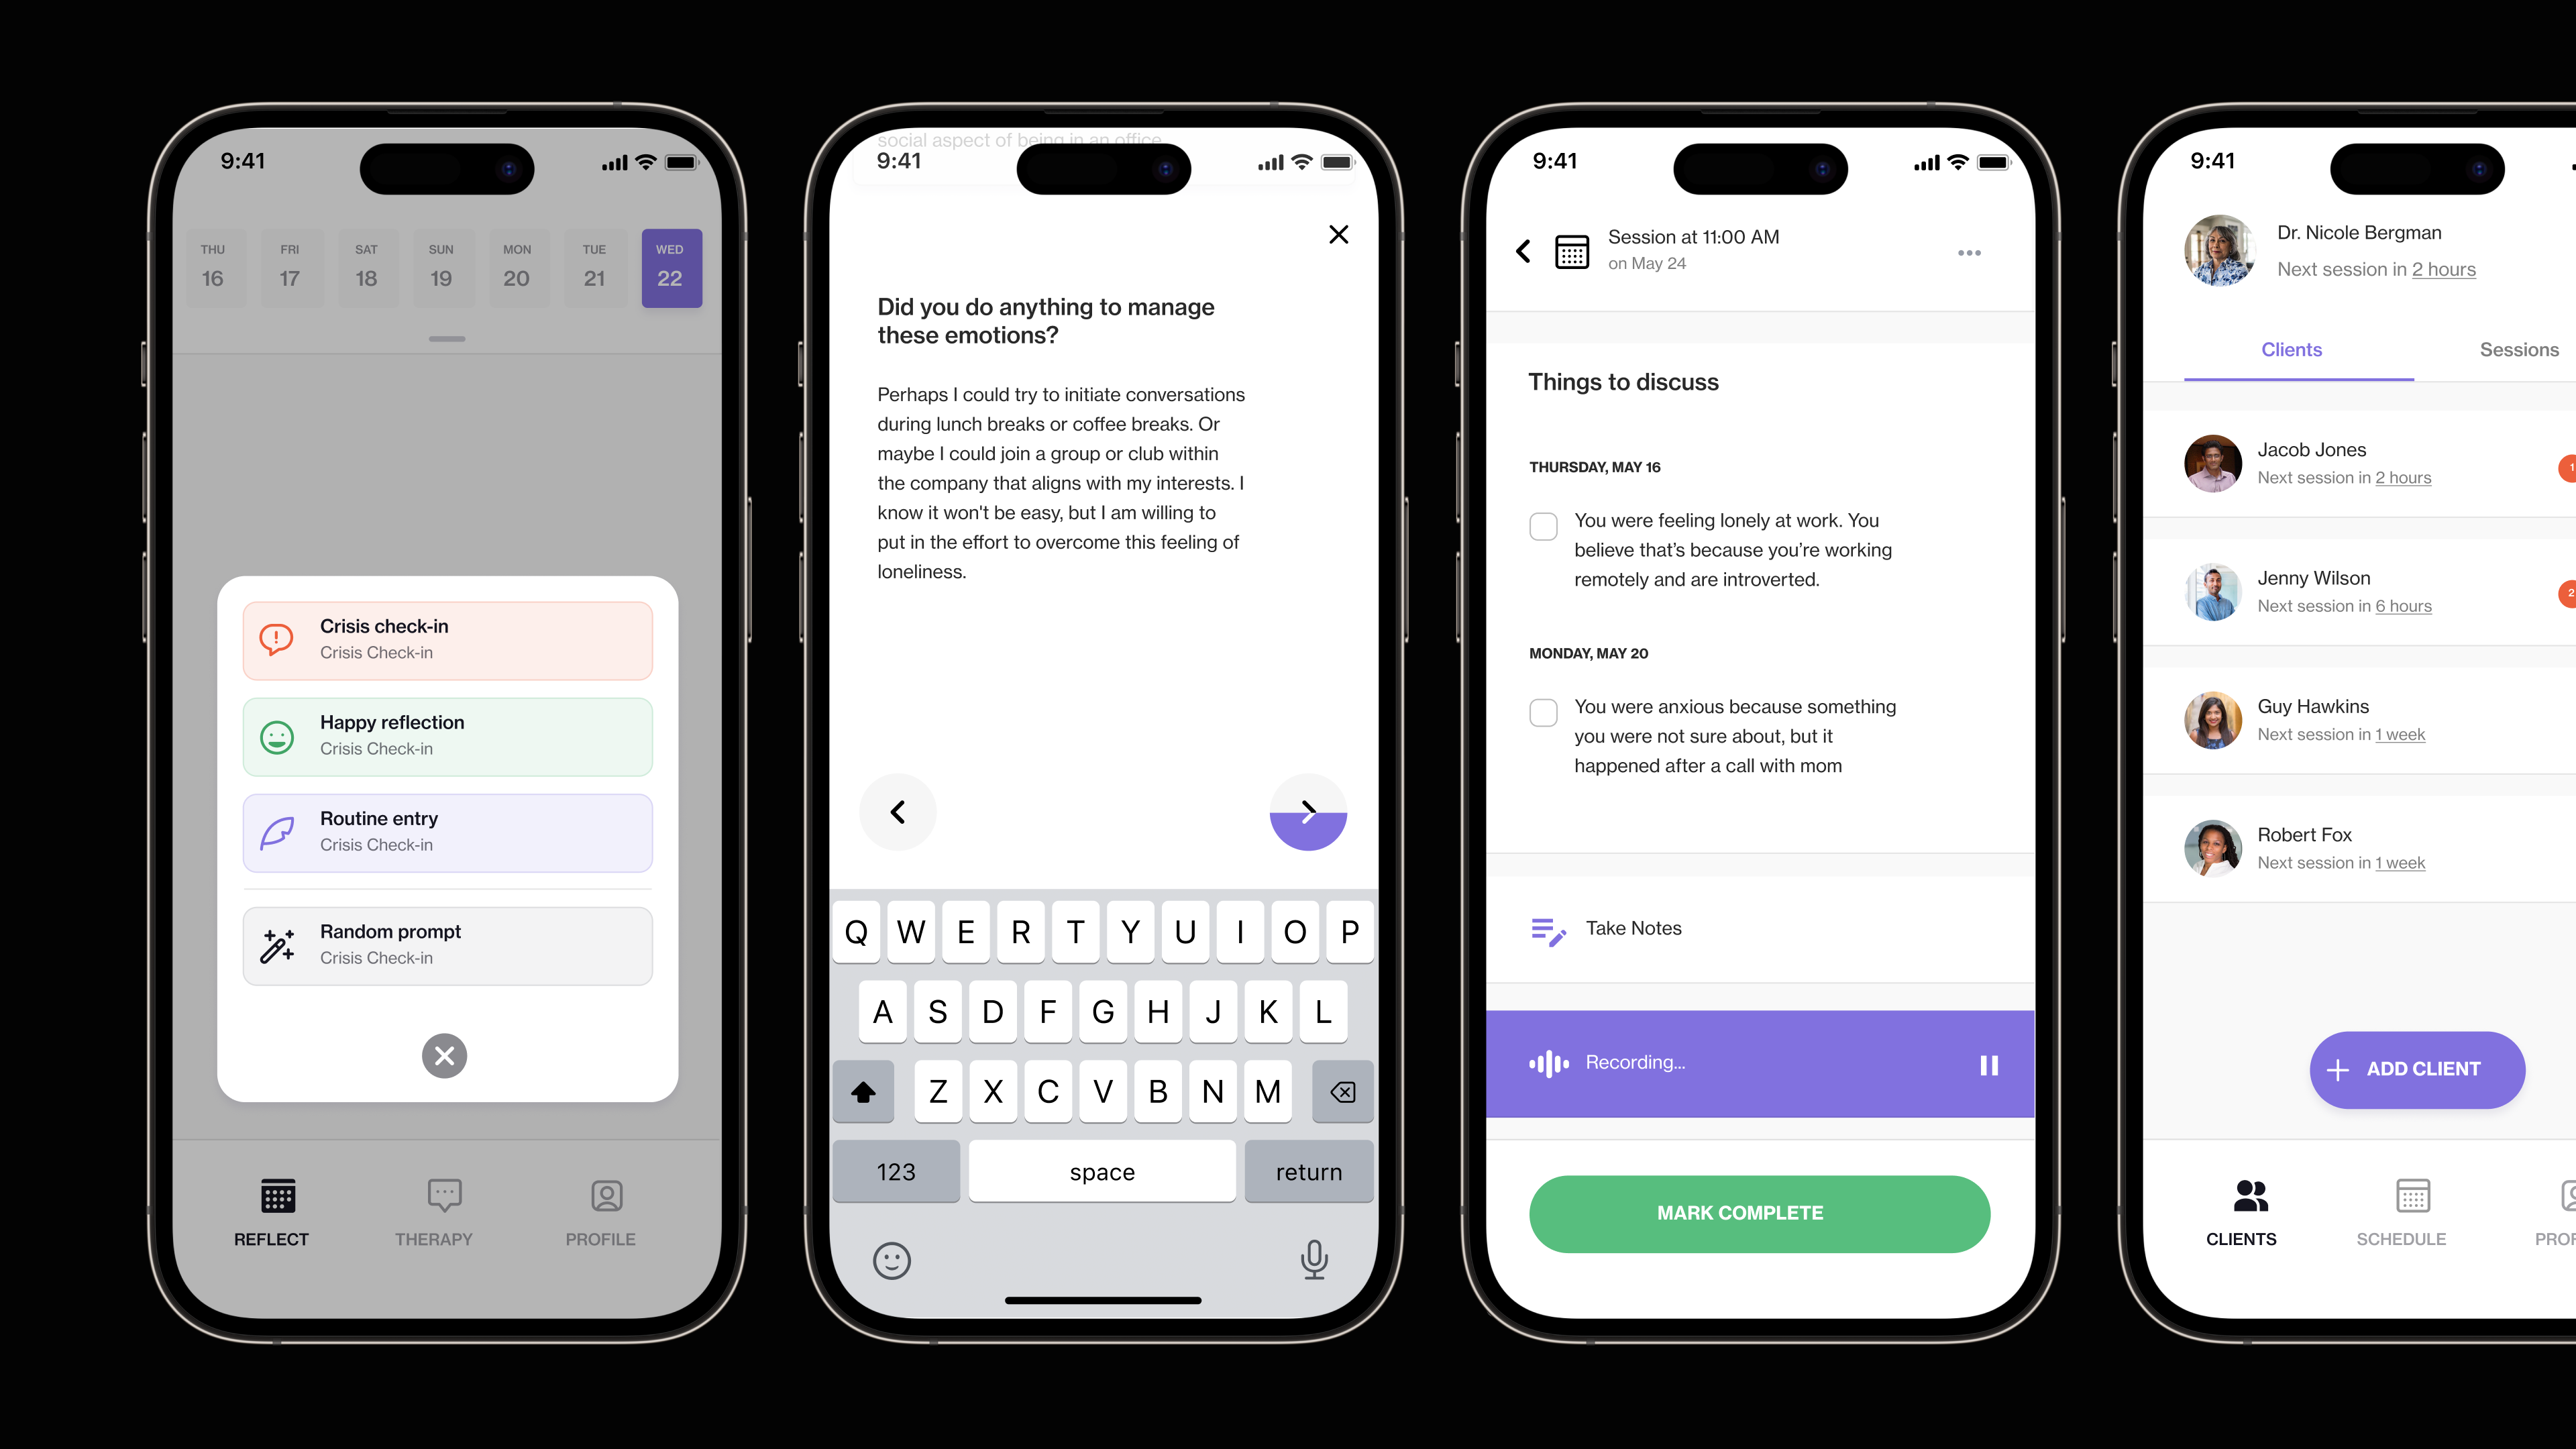 9:41
THU
FRI
SAT
SUN
MON
TUE
WED
16
17
18
19
20
21
22
Crisis check-in
Crisis Check-in
Happy reflection
Crisis Check-in
Routine entry
Crisis Check-in
Random prompt
Crisis Check-in
REFLECT
THERAPY
PROFILE
social aspect of being in an office
9:41
Did you do anything to manage
these emotions?
Perhaps I could try to initiate conversations
during lunch breaks or coffee breaks. Or
maybe I could join a group or club within
the company that aligns with my interests. I
know it won't be easy, but I am willing to
put in the effort to overcome this feeling of
loneliness.
Q W E R T Y U I O P
A S D F G H J K L
Z X C V B N M
123
space
return
9:41
Session at 11:00 AM
on May 24
Things to discuss
THURSDAY, MAY 16
You were feeling lonely at work. You
believe that’s because you’re working
remotely and are introverted.
MONDAY, MAY 20
You were anxious because something
you were not sure about, but it
happened after a call with mom
Take Notes
Recording...
MARK COMPLETE
9:41
Dr. Nicole Bergman
Next session in 2 hours
Clients
Sessions
Jacob Jones
Next session in 2 hours
1
Jenny Wilson
Next session in 6 hours
2
Guy Hawkins
Next session in 1 week
Robert Fox
Next session in 1 week
ADD CLIENT
CLIENTS
SCHEDULE